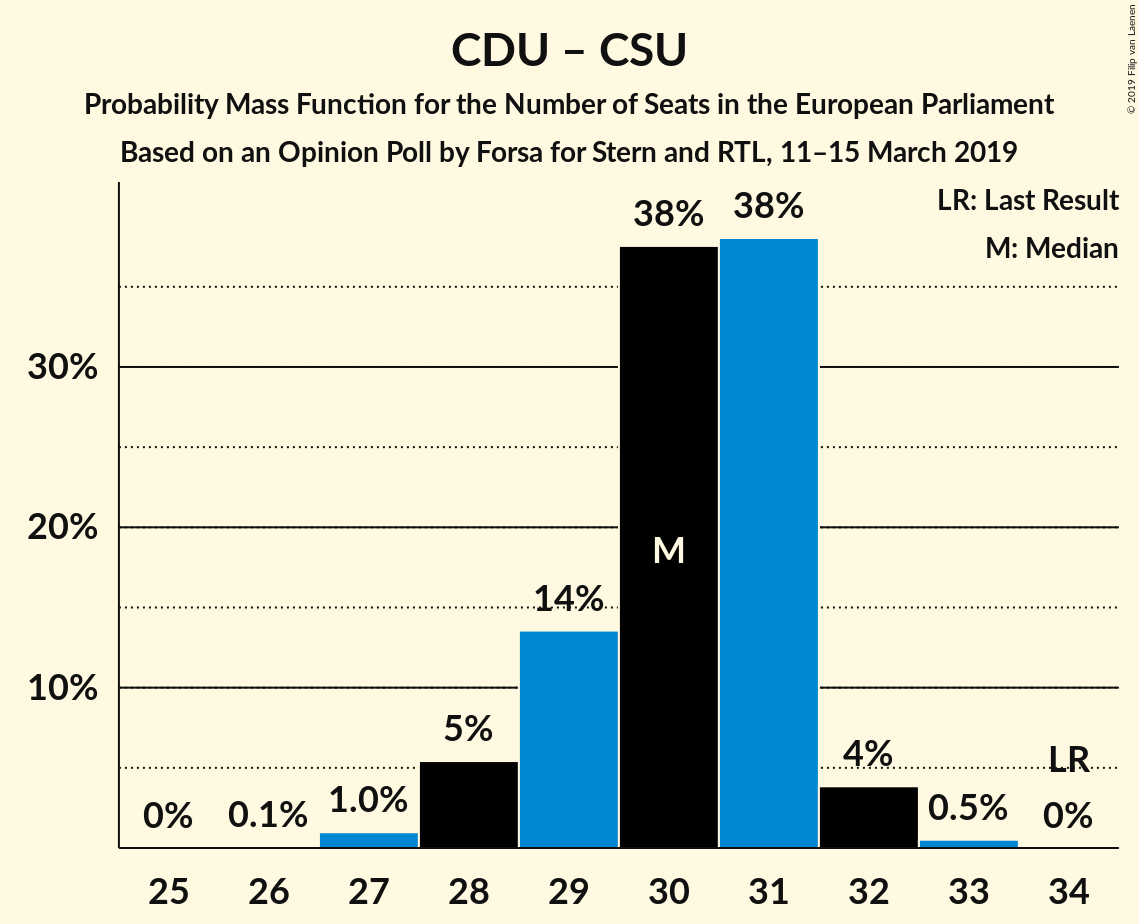 CDU – CSU
Probability Mass Function for the Number of Seats in the European Parliament
Based on an Opinion Poll by Forsa for Stern and RTL, 11–15 March 2019
© 2019 Filip van Laenen
LR: Last Result
M: Median
38%
38%
30%
20%
M
14%
10%
5%
4%
LR
1.0%
0.5%
0%
0.1%
0%
25 26 27 28 29 30 31 32 33 34